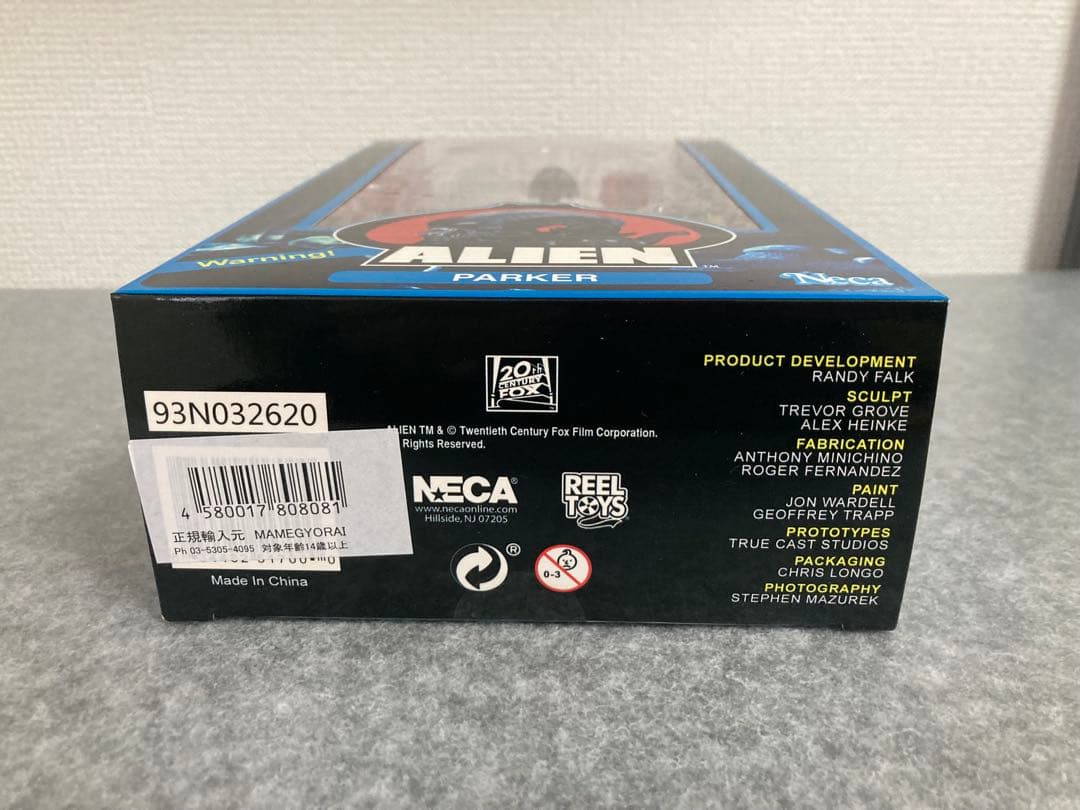 Warning!
ALIEN
TM
PARKER
Neca
20th
CENTURY
FOX
93N032620
TM & © Twentieth Century Fox Film Corporation.
Rights Reserved.
4 580017 808081
正規輸入元 MAMEGYORAI
Ph 03-5305-4095 対象年齢14歳以上
Made In China
NECA®
www.necaonline.com
Hillside, NJ 07205
REEL
TOYS
®
0-3
PRODUCT DEVELOPMENT
RANDY FALK
SCULPT
TREVOR GROVE
ALEX HEINKE
FABRICATION
ANTHONY MINICHINO
ROGER FERNANDEZ
PAINT
JON WARDELL
GEOFFREY TRAPP
PROTOTYPES
TRUE CAST STUDIOS
PACKAGING
CHRIS LONGO
PHOTOGRAPHY
STEPHEN MAZUREK